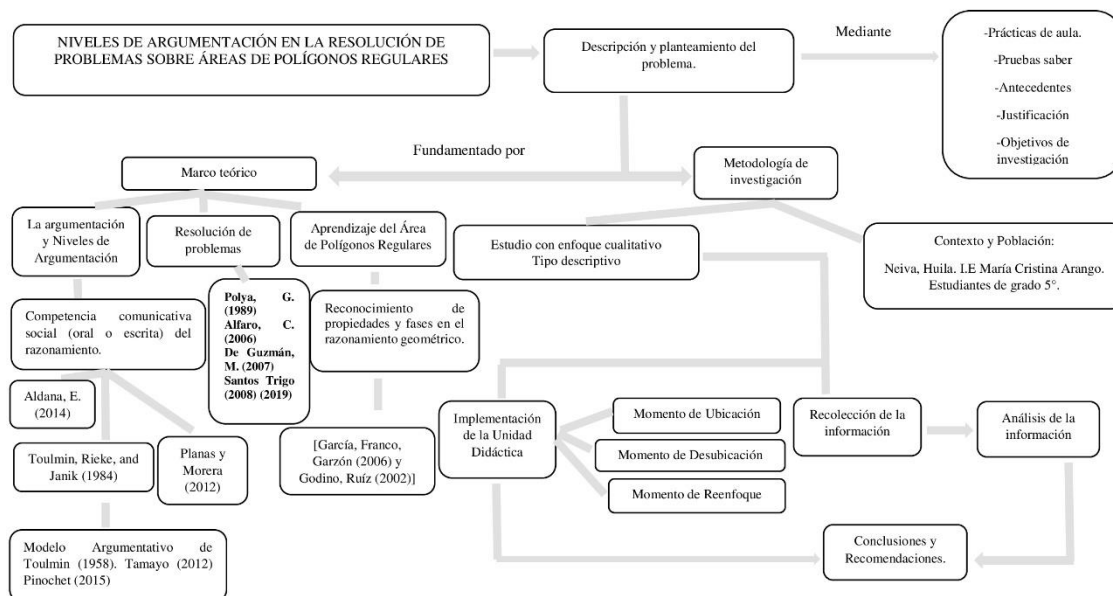 NIVELES DE ARGUMENTACIÓN EN LA RESOLUCIÓN DE
PROBLEMAS SOBRE ÁREAS DE POLÍGONOS REGULARES
Descripción y planteamiento del
problema.
Mediante
-Prácticas de aula.
-Pruebas saber
-Antecedentes
-Justificación
-Objetivos de
investigación
Fundamentado por
Marco teórico
Metodología de
investigación
La argumentación
y Niveles de
Argumentación
Resolución de
problemas
Aprendizaje del Área
de Polígonos Regulares
Estudio con enfoque cualitativo
Tipo descriptivo
Contexto y Población:
Neiva, Huila. I.E María Cristina Arango.
Estudiantes de grado 5°.
Competencia comunicativa
social (oral o escrita) del
razonamiento.
Polya, G.
(1989)
Alfaro, C.
(2006)
De Guzmán,
M. (2007)
Santos Trigo
(2008) (2019)
Reconocimiento de
propiedades y fases en el
razonamiento geométrico.
Aldana, E.
(2014)
Toulmin, Rieke, and
Janik (1984)
Planas y
Morera
(2012)
[García, Franco,
Garzón (2006) y
Godino, Ruíz (2002)]
Implementación
de la Unidad
Didáctica
Momento de Ubicación
Momento de Desubicación
Momento de Reenfoque
Recolección de la
información
Análisis de la
información
Modelo Argumentativo de
Toulmin (1958). Tamayo (2012)
Pinochet (2015)
Conclusiones y
Recomendaciones.